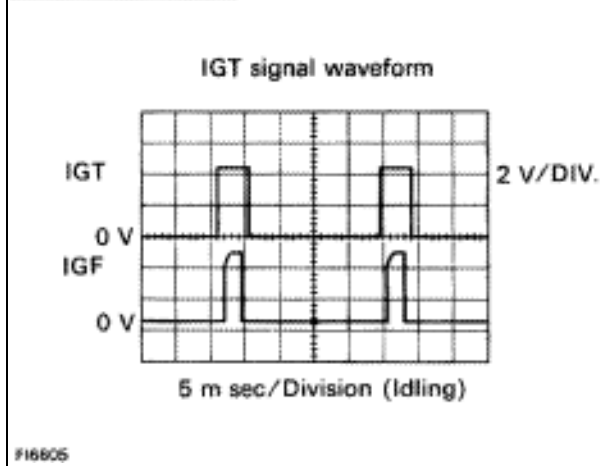 IGT signal waveform
IGT
2 V/DIV.
0 V
IGF
0 V
5 m sec/Division (Idling)
FI6605